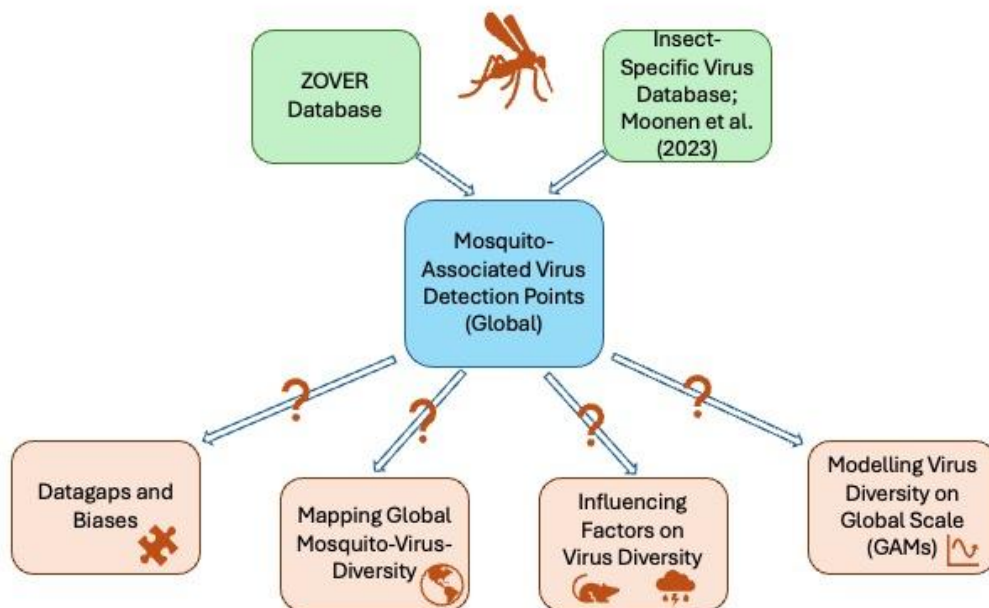 ZOVER
Database
Insect-
Specific Virus
Database;
Moonen et al.
(2023)
Mosquito-
Associated Virus
Detection Points
(Global)
?
?
?
?
Datagaps and
Biases
Mapping Global
Mosquito-Virus-
Diversity
Influencing
Factors on
Virus Diversity
Modelling Virus
Diversity on
Global Scale
(GAMs)